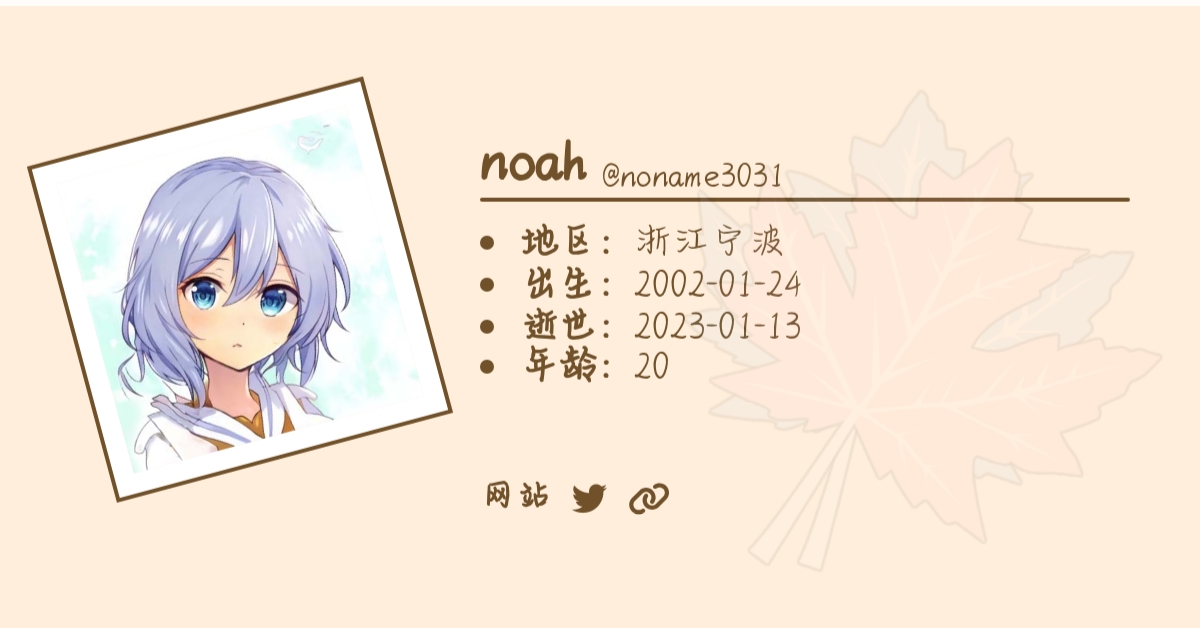 noah @noname3031
地区：浙江宁波
出生：2002-01-24
逝世：2023-01-13
年龄：20
网站